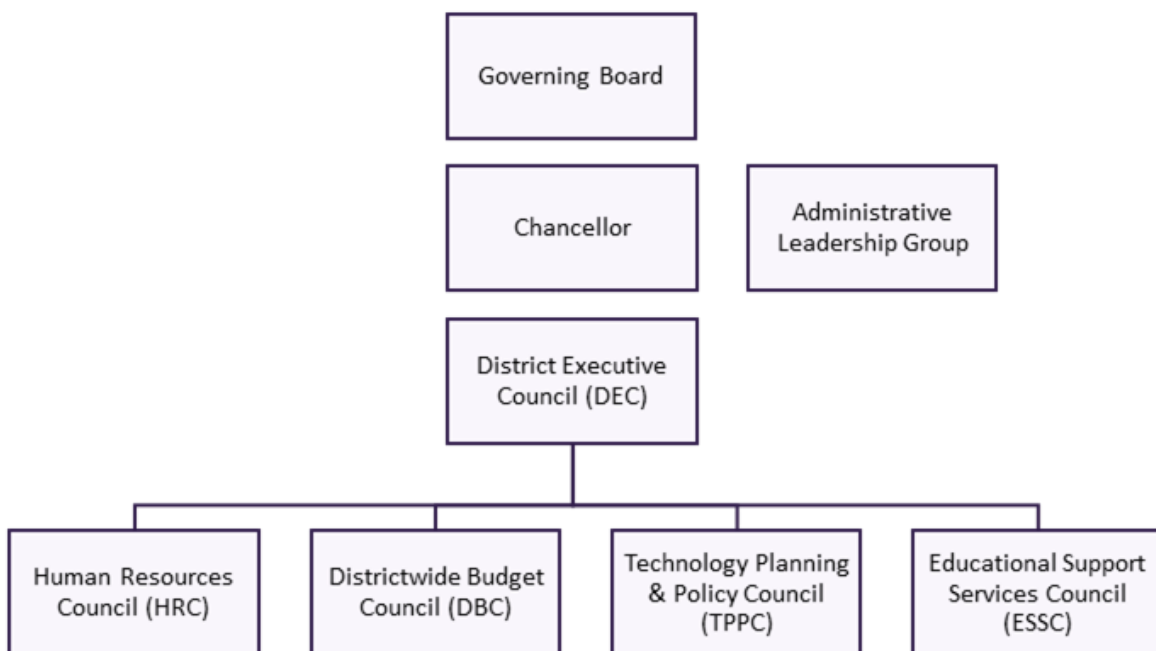 Governing Board
Chancellor
Administrative
Leadership Group
District Executive
Council (DEC)
Human Resources
Council (HRC)
Districtwide Budget
Council (DBC)
Technology Planning
& Policy Council
(TPPC)
Educational Support
Services Council
(ESSC)